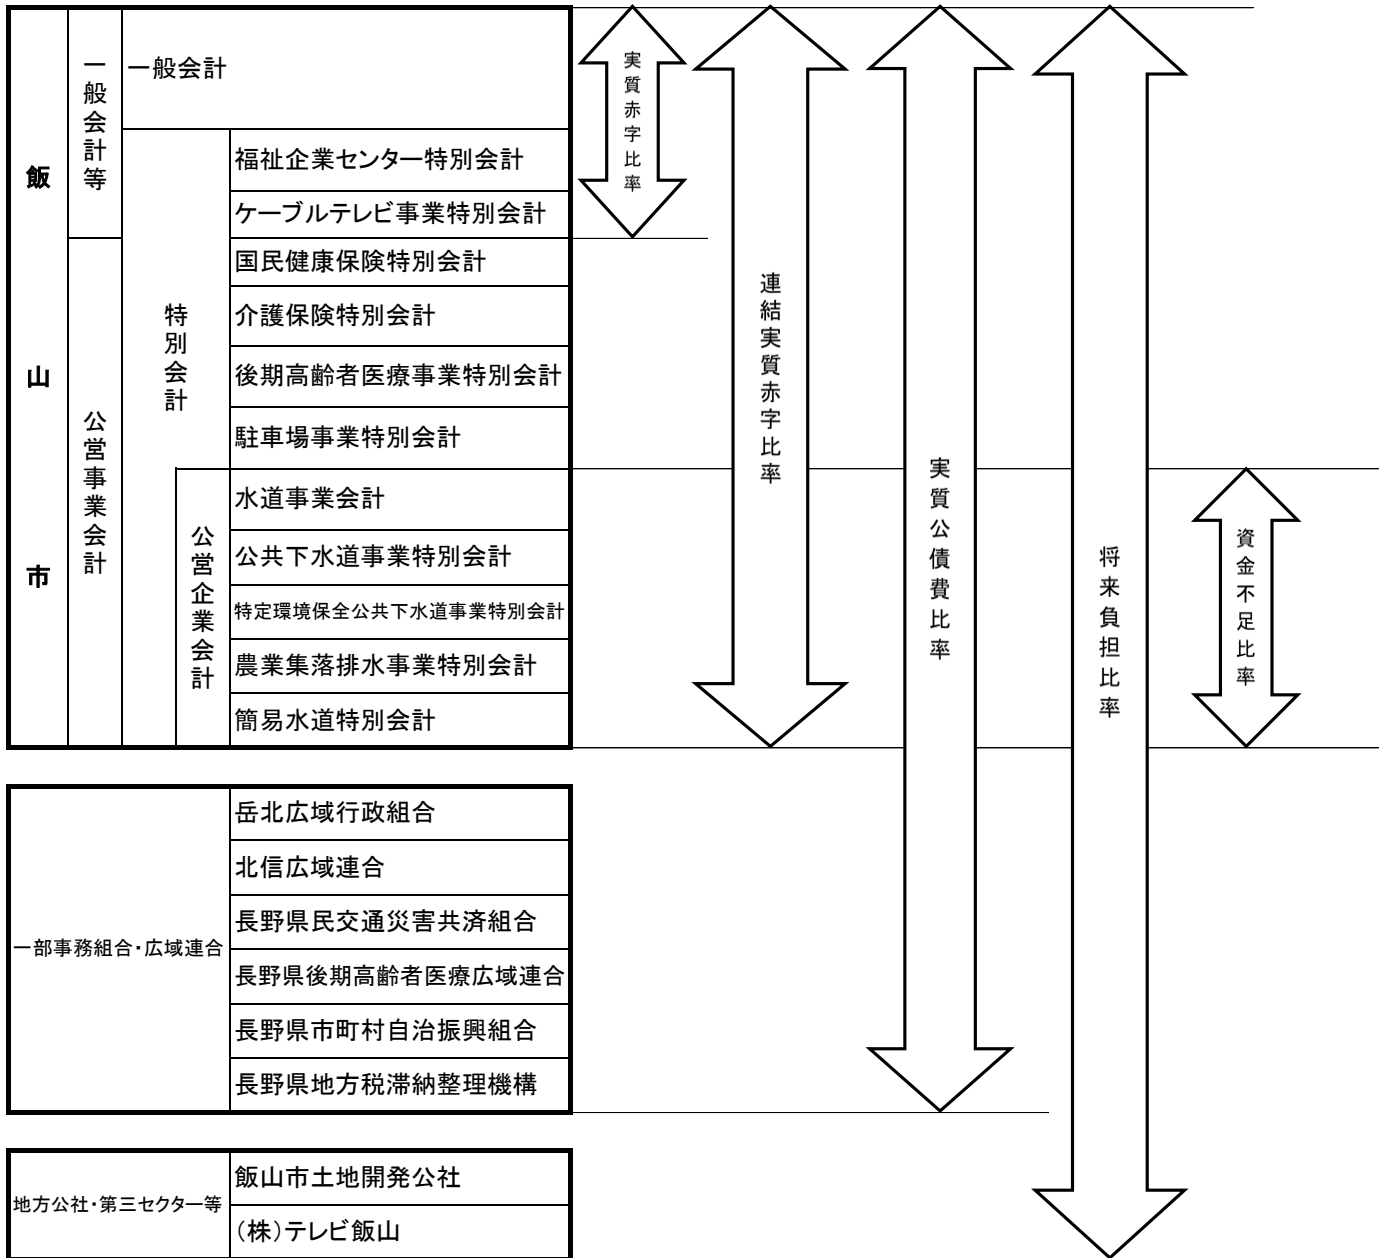 飯山市
一般会計等
一般会計
特別会計
福祉企業センター特別会計
ケーブルテレビ事業特別会計
公営事業会計
国民健康保険特別会計
介護保険特別会計
後期高齢者医療事業特別会計
駐車場事業特別会計
公営企業会計
水道事業会計
公共下水道事業特別会計
特定環境保全公共下水道事業特別会計
農業集落排水事業特別会計
簡易水道特別会計
実質赤字比率
連結実質赤字比率
実質公債費比率
将来負担比率
資金不足比率
一部事務組合・広域連合
岳北広域行政組合
北信広域連合
長野県民交通災害共済組合
長野県後期高齢者医療広域連合
長野県市町村自治振興組合
長野県地方税滞納整理機構
地方公社・第三セクター等
飯山市土地開発公社
(株)テレビ飯山